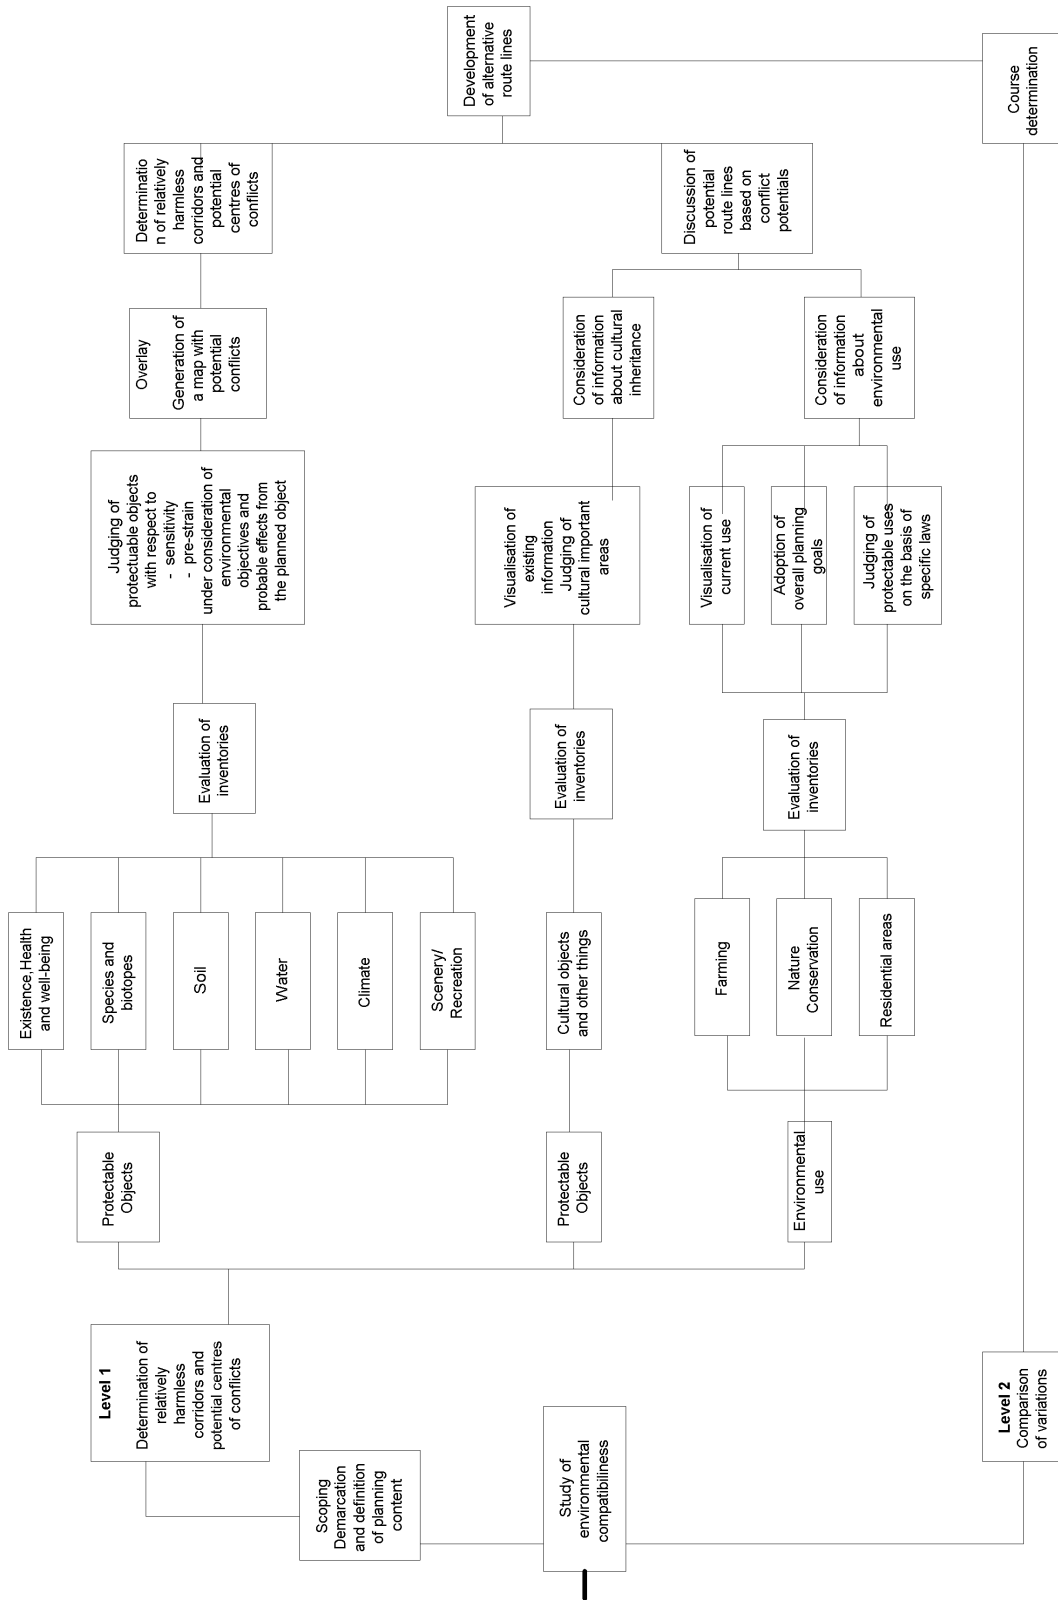 Study of
environmental
compatibiliness
Scoping
Demarcation
and definition
of planning
content
Level 1
Determination of
relatively
harmless
corridors and
potential centres
of conflicts
Level 2
Comparison
of variations
Protectable
Objects
Protectable
Objects
Environmental
use
Existence,Health
and well-being
Species and
biotopes
Soil
Water
Climate
Scenery/
Recreation
Cultural objects
and other things
Farming
Nature
Conservation
Residential areas
Evaluation of
inventories
Evaluation of
inventories
Evaluation of
inventories
Judging of
protectuable objects
with respect to
- sensitivity
- pre-strain
under consideration of
environmental
objectives and
probable effects from
the planned object
Visualisation of
existing
information
Judging of
cultural important
areas
Visualisation of
current use
Adoption of
overall planning
goals
Judging of
protectable uses
on the basis of
specific laws
Overlay
Generation of
a map with
potential
conflicts
Consideration
of information
about cultural
inheritance
Consideration
of information
about
environmental
use
Determinatio
n of relatively
harmless
corridors and
potential
centres of
conflicts
Discussion of
potential
route lines
based on
conflict
potentials
Development
of alternative
route lines
Course
determination